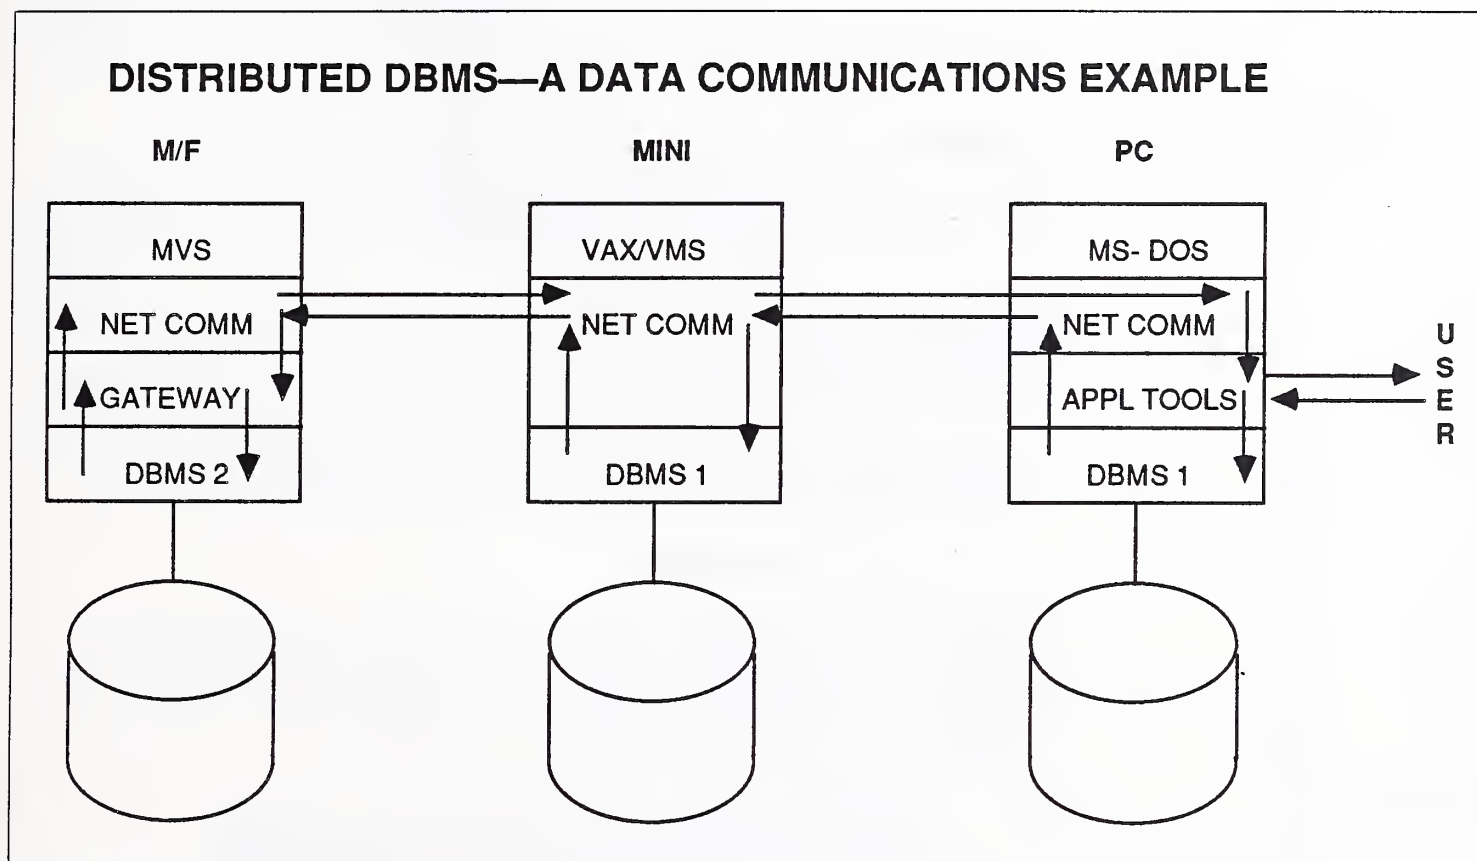 DISTRIBUTED DBMS—A DATA COMMUNICATIONS EXAMPLE
M/F
MINI
PC
MVS
NET COMM
GATEWAY
DBMS 2
VAX/VMS
NET COMM
DBMS 1
MS- DOS
NET COMM
APPL TOOLS
DBMS 1
USER